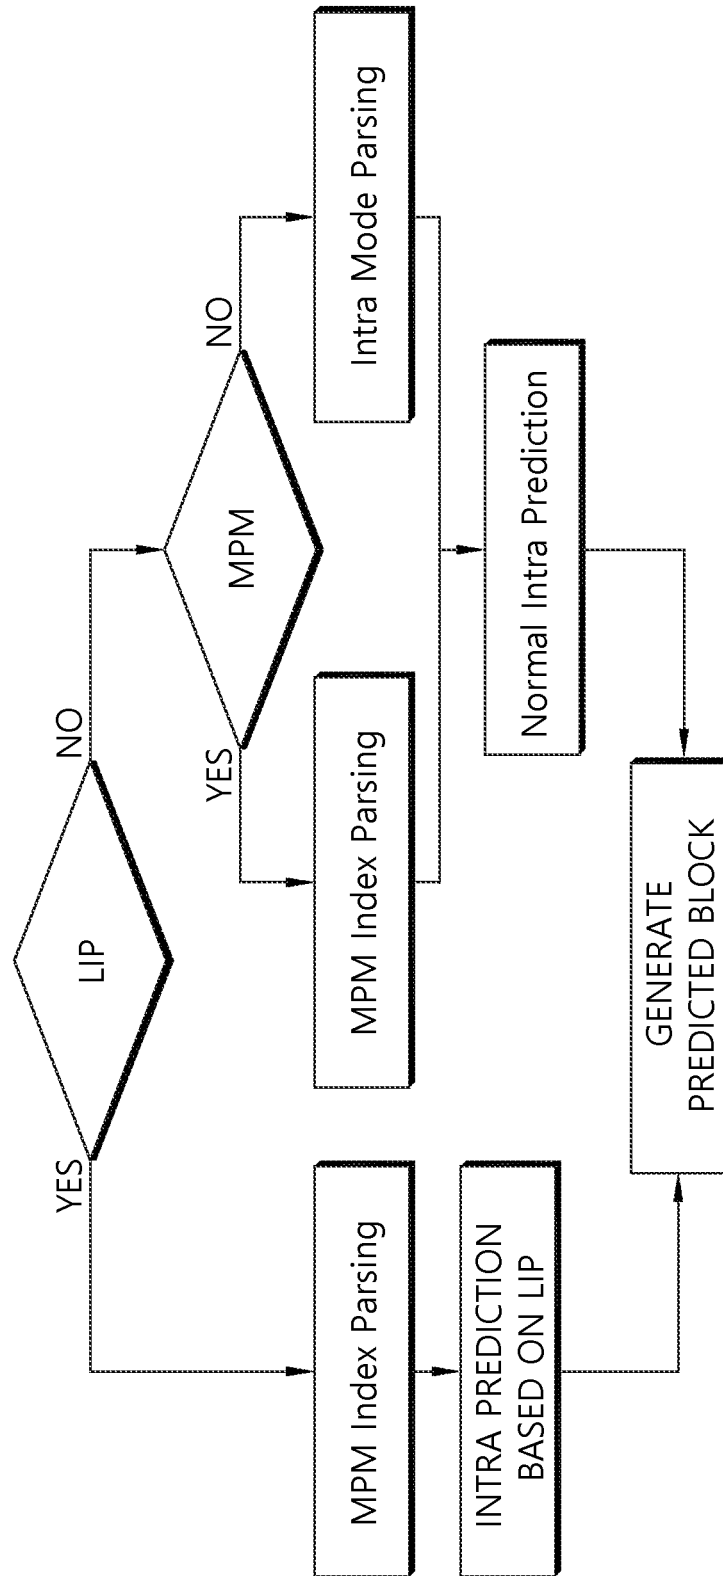 LIP
YES
NO
MPM
YES
NO
MPM Index Parsing
MPM Index Parsing
Intra Mode Parsing
INTRA PREDICTION
BASED ON LIP
Normal Intra Prediction
GENERATE
PREDICTED BLOCK